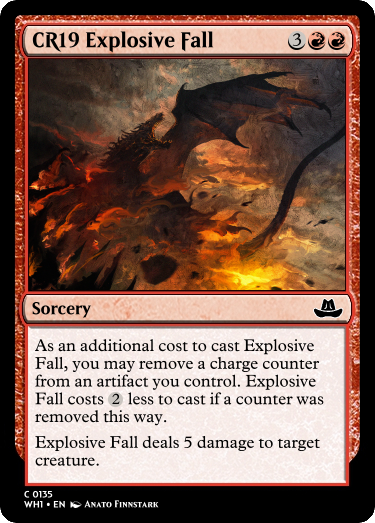 CR19 Explosive Fall 3
Sorcery
As an additional cost to cast Explosive
Fall, you may remove a charge counter
from an artifact you control. Explosive
Fall costs 2 less to cast if a counter was
removed this way.
Explosive Fall deals 5 damage to target
creature.
C 0135
WH1 • EN Anato Finnstark